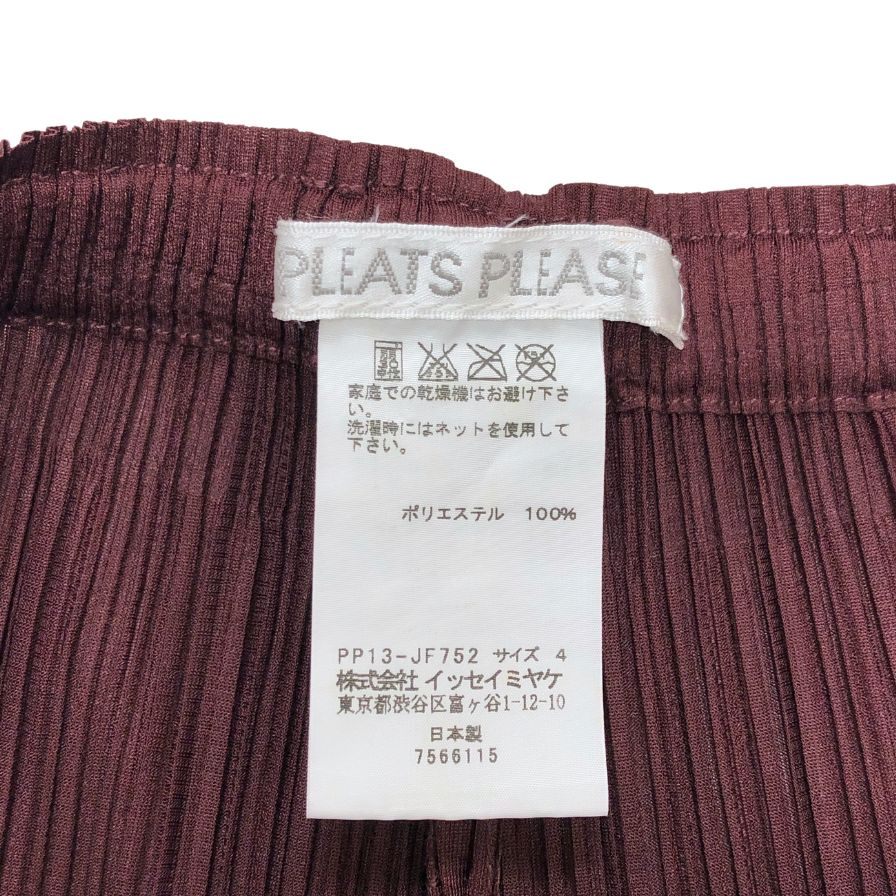 PLEATS PLEASE
家庭での乾燥機はお避け下さ
い。
洗濯時にはネットを使用して
下さい。
ポリエステル 100%
PP13-JF752 サイズ 4
株式会社 イッセイミヤケ
東京都渋谷区富ヶ谷1-12-10
日本製
7566115